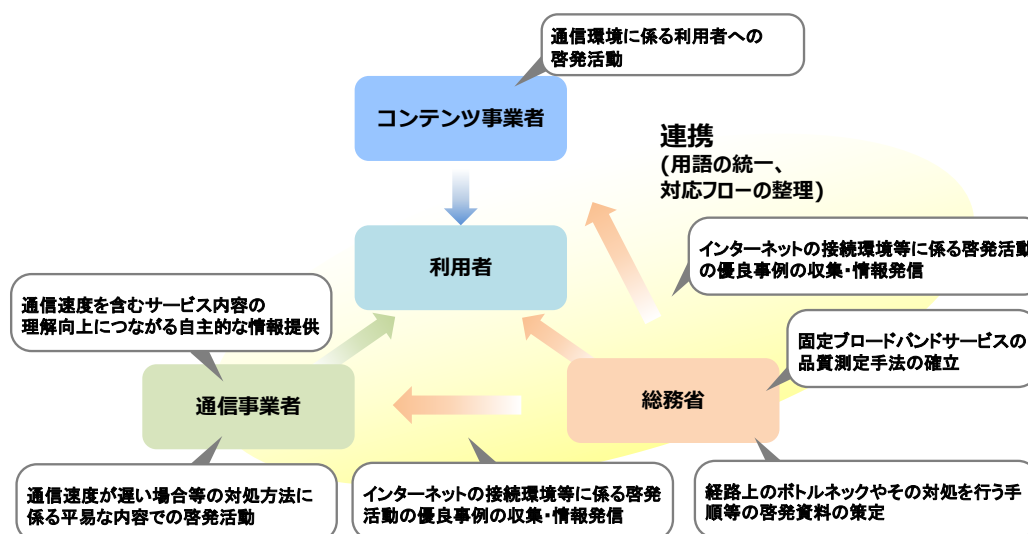 通信環境に係る利用者への
啓発活動
コンテンツ事業者
連携
(用語の統一、
対応フローの整理)
利用者
インターネットの接続環境等に係る啓発活動
の優良事例の収集・情報発信
通信速度を含むサービス内容の
理解向上につながる自主的な情報提供
固定ブロードバンドサービスの
品質測定手法の確立
通信事業者
総務省
通信速度が遅い場合等の対処方法に
係る平易な内容での啓発活動
インターネットの接続環境等に係る啓発
活動の優良事例の収集・情報発信
経路上のボトルネックやその対処を行う手
順等の啓発資料の策定